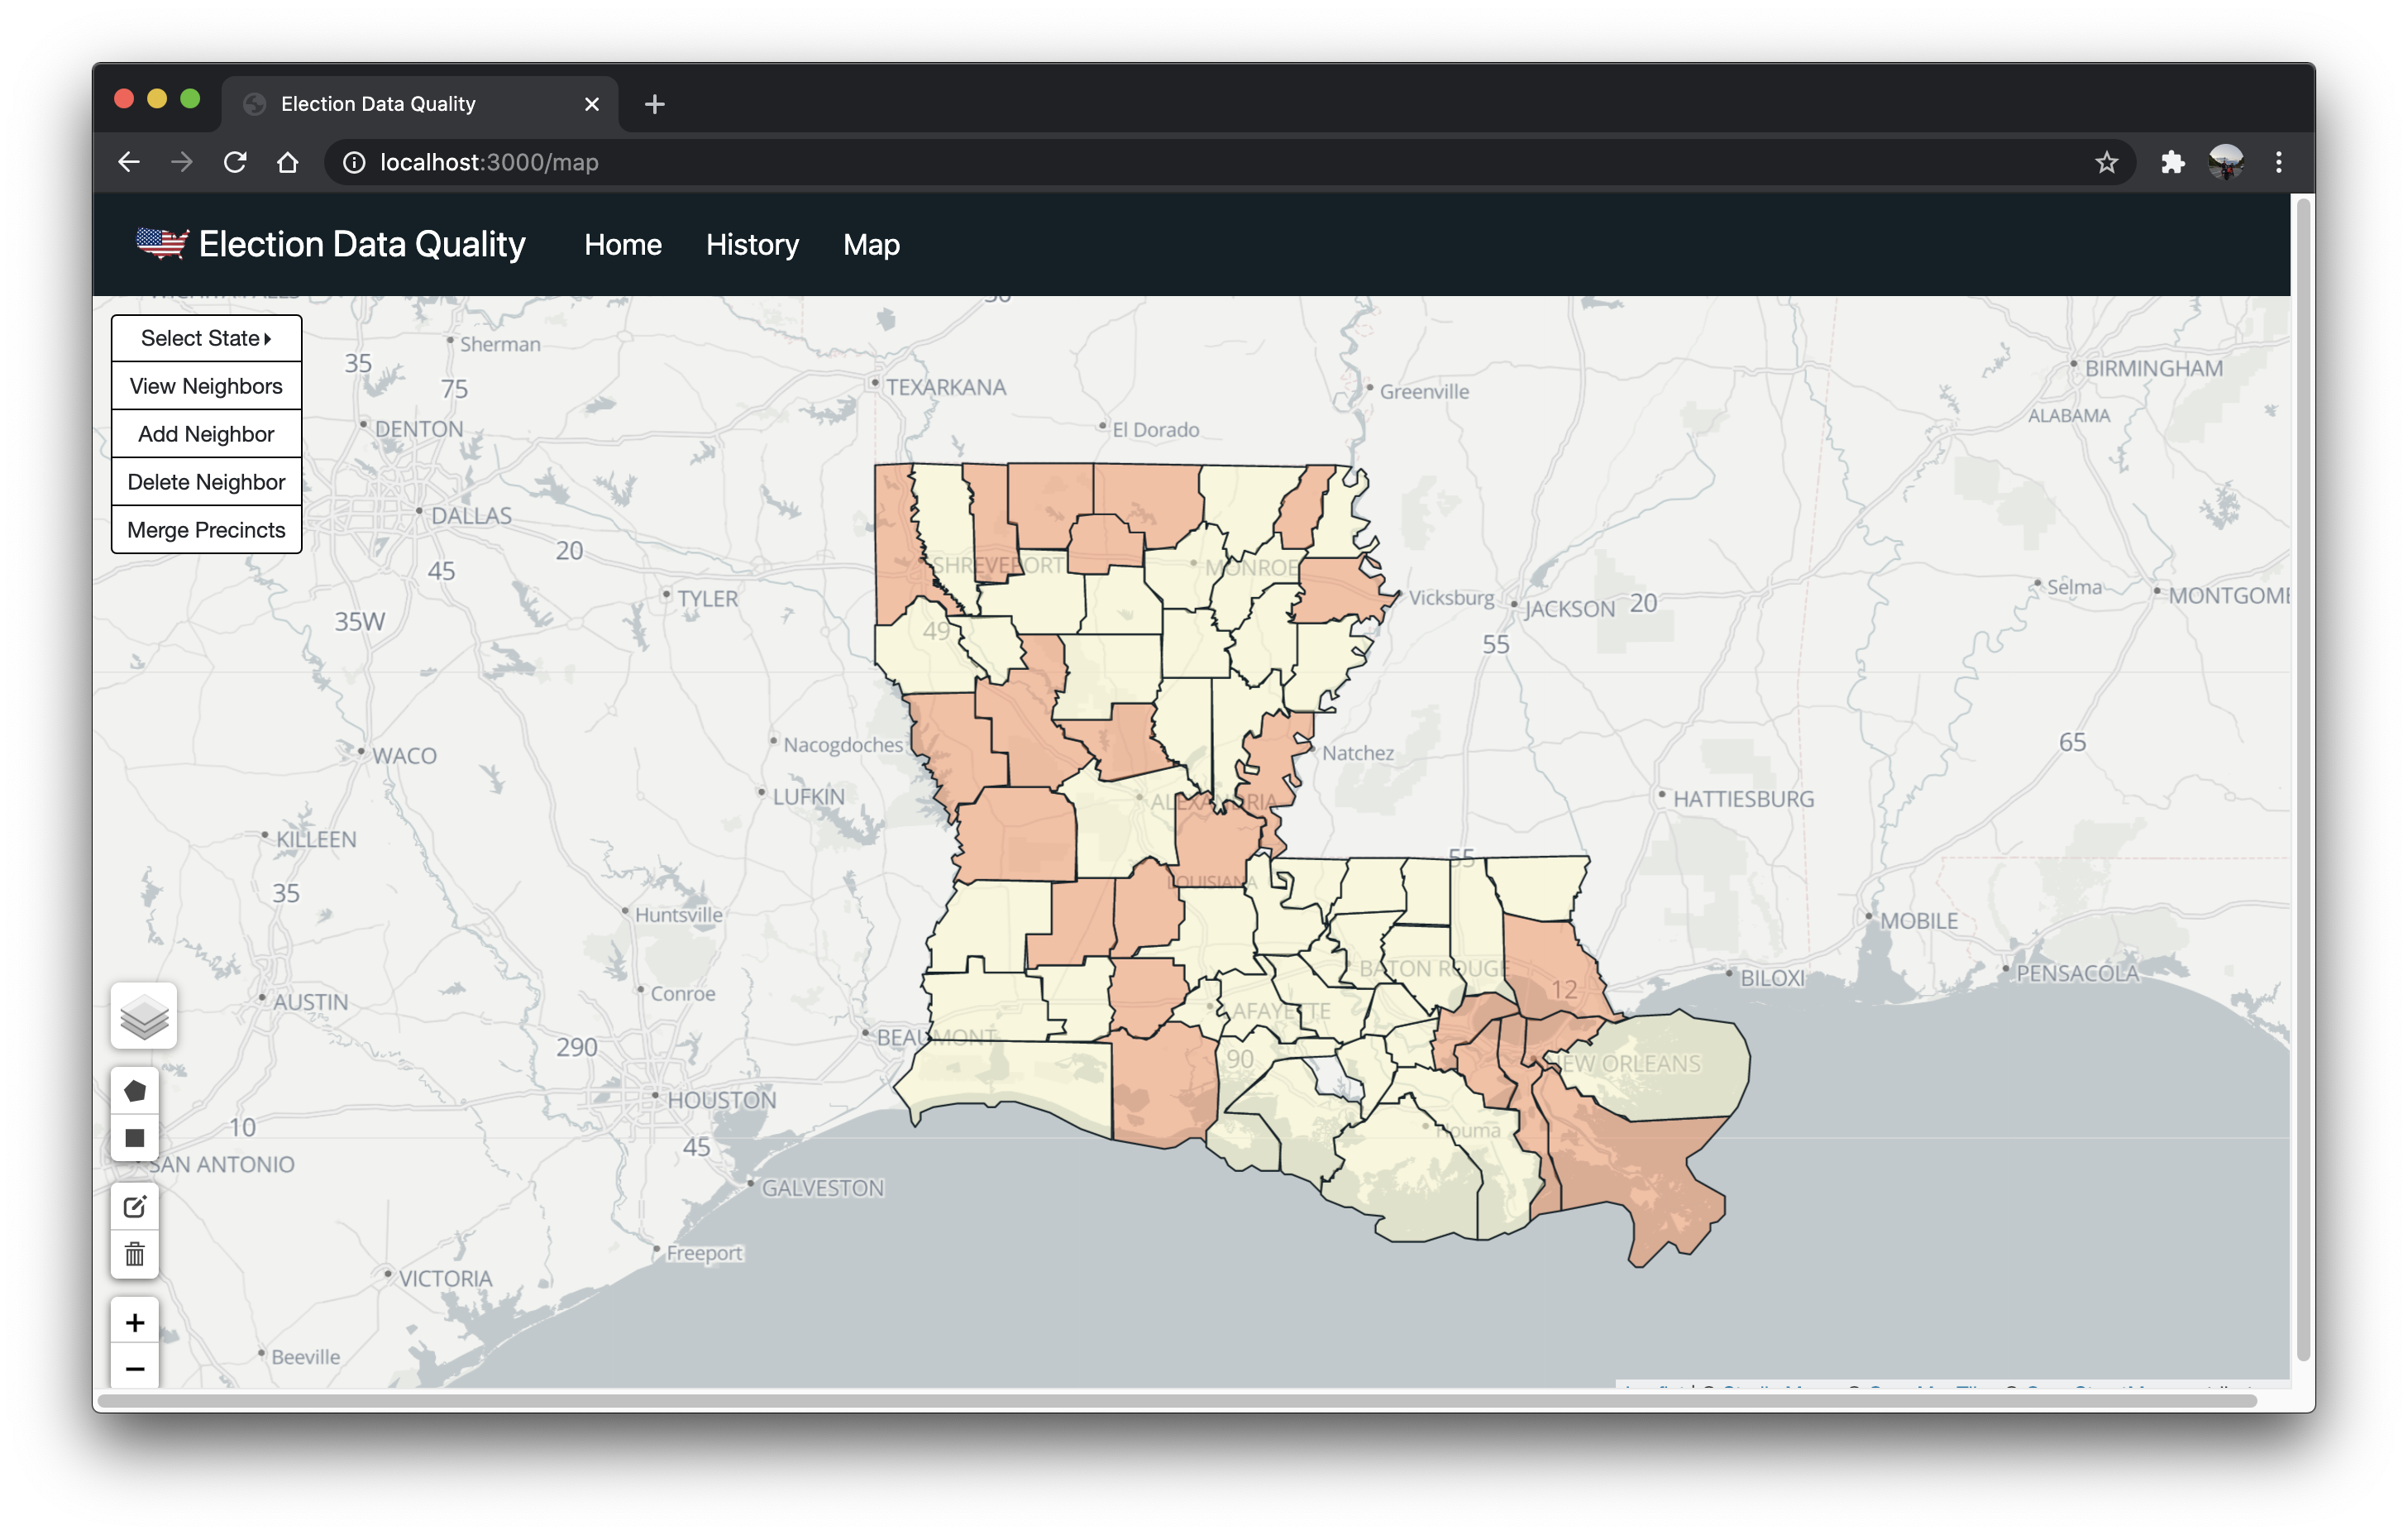 Election Data Quality
localhost:3000/map
Election Data Quality Home History Map
Select State
View Neighbors
Add Neighbor
Delete Neighbor
Merge Precincts
Sherman
35
75
TEXARKANA
Greenville
BIRMINGHAM
ALABAMA
DENTON
El Dorado
DALLAS
20
45
SHREVEPORT
MONROE
TYLER
Vicksburg
JACKSON
20
Selma
MONTGOME
35W
49
55
Nacogdoches
Natchez
65
WACO
LUFKIN
ALEXANDRIA
HATTIESBURG
KILLEEN
55
35
LOUISIANA
Huntsville
MOBILE
BATON ROUGE
BILOXI
PENSACOLA
AUSTIN
Conroe
12
LAFAYETTE
BEAUMONT
290
90
NEW ORLEANS
HOUSTON
10
45
Houma
SAN ANTONIO
GALVESTON
Freeport
VICTORIA
Beeville
+
−